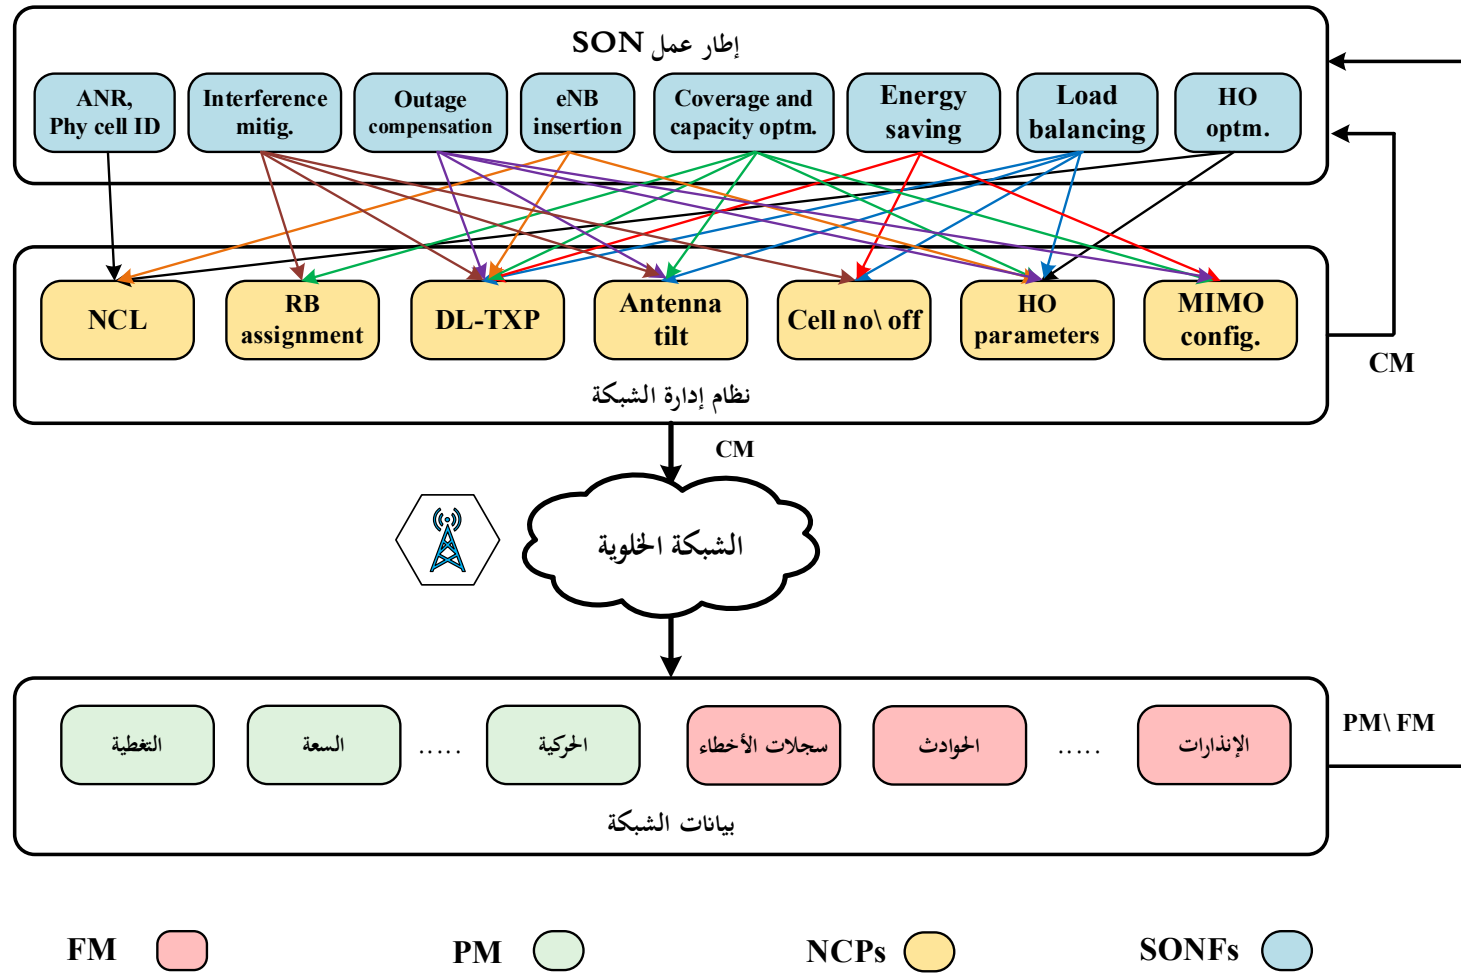 إطار عمل SON
ANR,
Phy cell ID
Interference
mitig.
Outage
compensation
eNB
insertion
Coverage and
capacity optm.
Energy
saving
Load
balancing
HO
optm.
NCL
RB
assignment
DL-TXP
Antenna
tilt
Cell no\ off
HO
parameters
MIMO
config.
نظام إدارة الشبكة
CM
CM
الشبكة الخلوية
التغطية
السعة
.....
الحركية
سجلات الأخطاء
الحوادث
.....
الإنذارات
بيانات الشبكة
PM\ FM
FM
PM
NCPs
SONFs